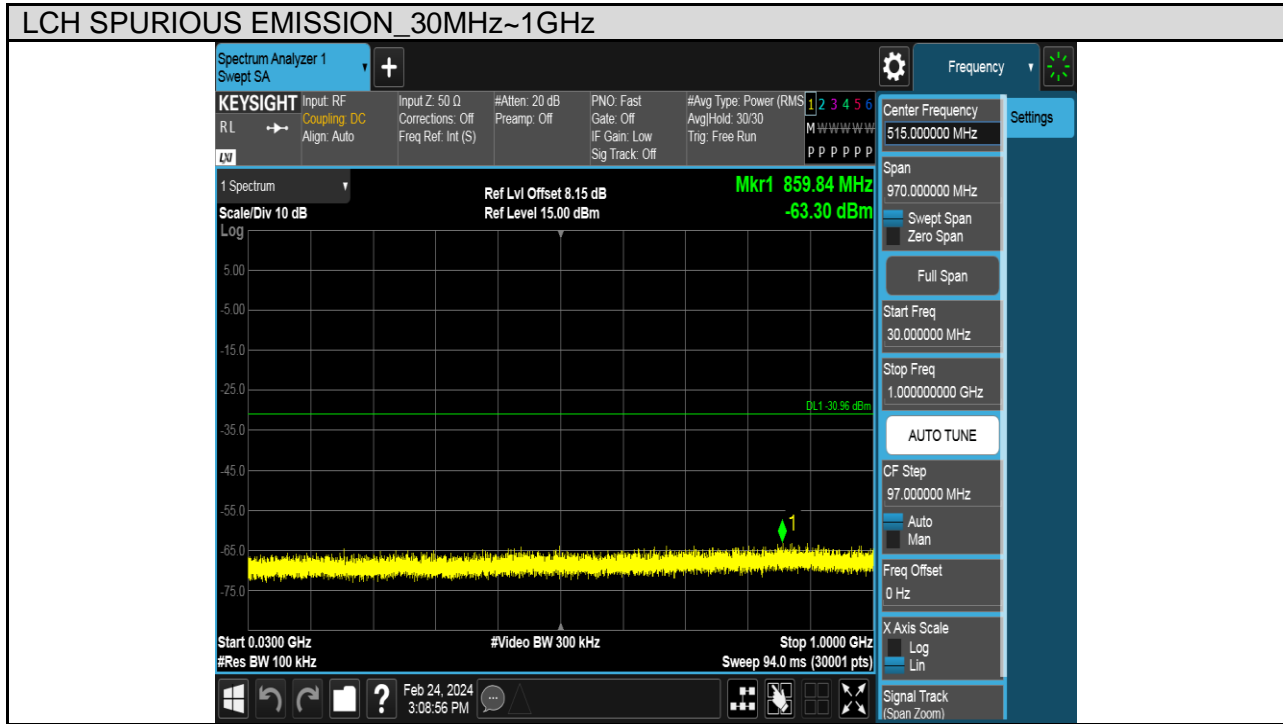 LCH SPURIOUS EMISSION_30MHz~1GHz
Spectrum Analyzer 1
Swept SA
+
Frequency
KEYSIGHT
RL
LXI
Input: RF
Coupling: DC
Align: Auto
Input Z: 50 Ω
Corrections: Off
Freq Ref: Int (S)
#Atten: 20 dB
Preamp: Off
PNO: Fast
Gate: Off
IF Gain: Low
Sig Track: Off
#Avg Type: Power (RMS
Avg|Hold: 30/30
Trig: Free Run
1 2 3 4 5 6
M W W W W W
P P P P P P
1 Spectrum
Scale/Div 10 dB
Ref Lvl Offset 8.15 dB
Ref Level 15.00 dBm
Mkr1 859.84 MHz
-63.30 dBm
Log
5.00
-5.00
-15.0
-25.0
DL1 -30.96 dBm
-35.0
-45.0
-55.0
1
-65.0
-75.0
Start 0.0300 GHz
#Video BW 300 kHz
Stop 1.0000 GHz
#Res BW 100 kHz
Sweep 94.0 ms (30001 pts)
Center Frequency
515.000000 MHz
Settings
Span
970.000000 MHz
Swept Span
Zero Span
Full Span
Start Freq
30.000000 MHz
Stop Freq
1.000000000 GHz
AUTO TUNE
CF Step
97.000000 MHz
Auto
Man
Freq Offset
0 Hz
X Axis Scale
Log
Lin
Signal Track
(Span Zoom)
?
Feb 24, 2024
3:08:56 PM